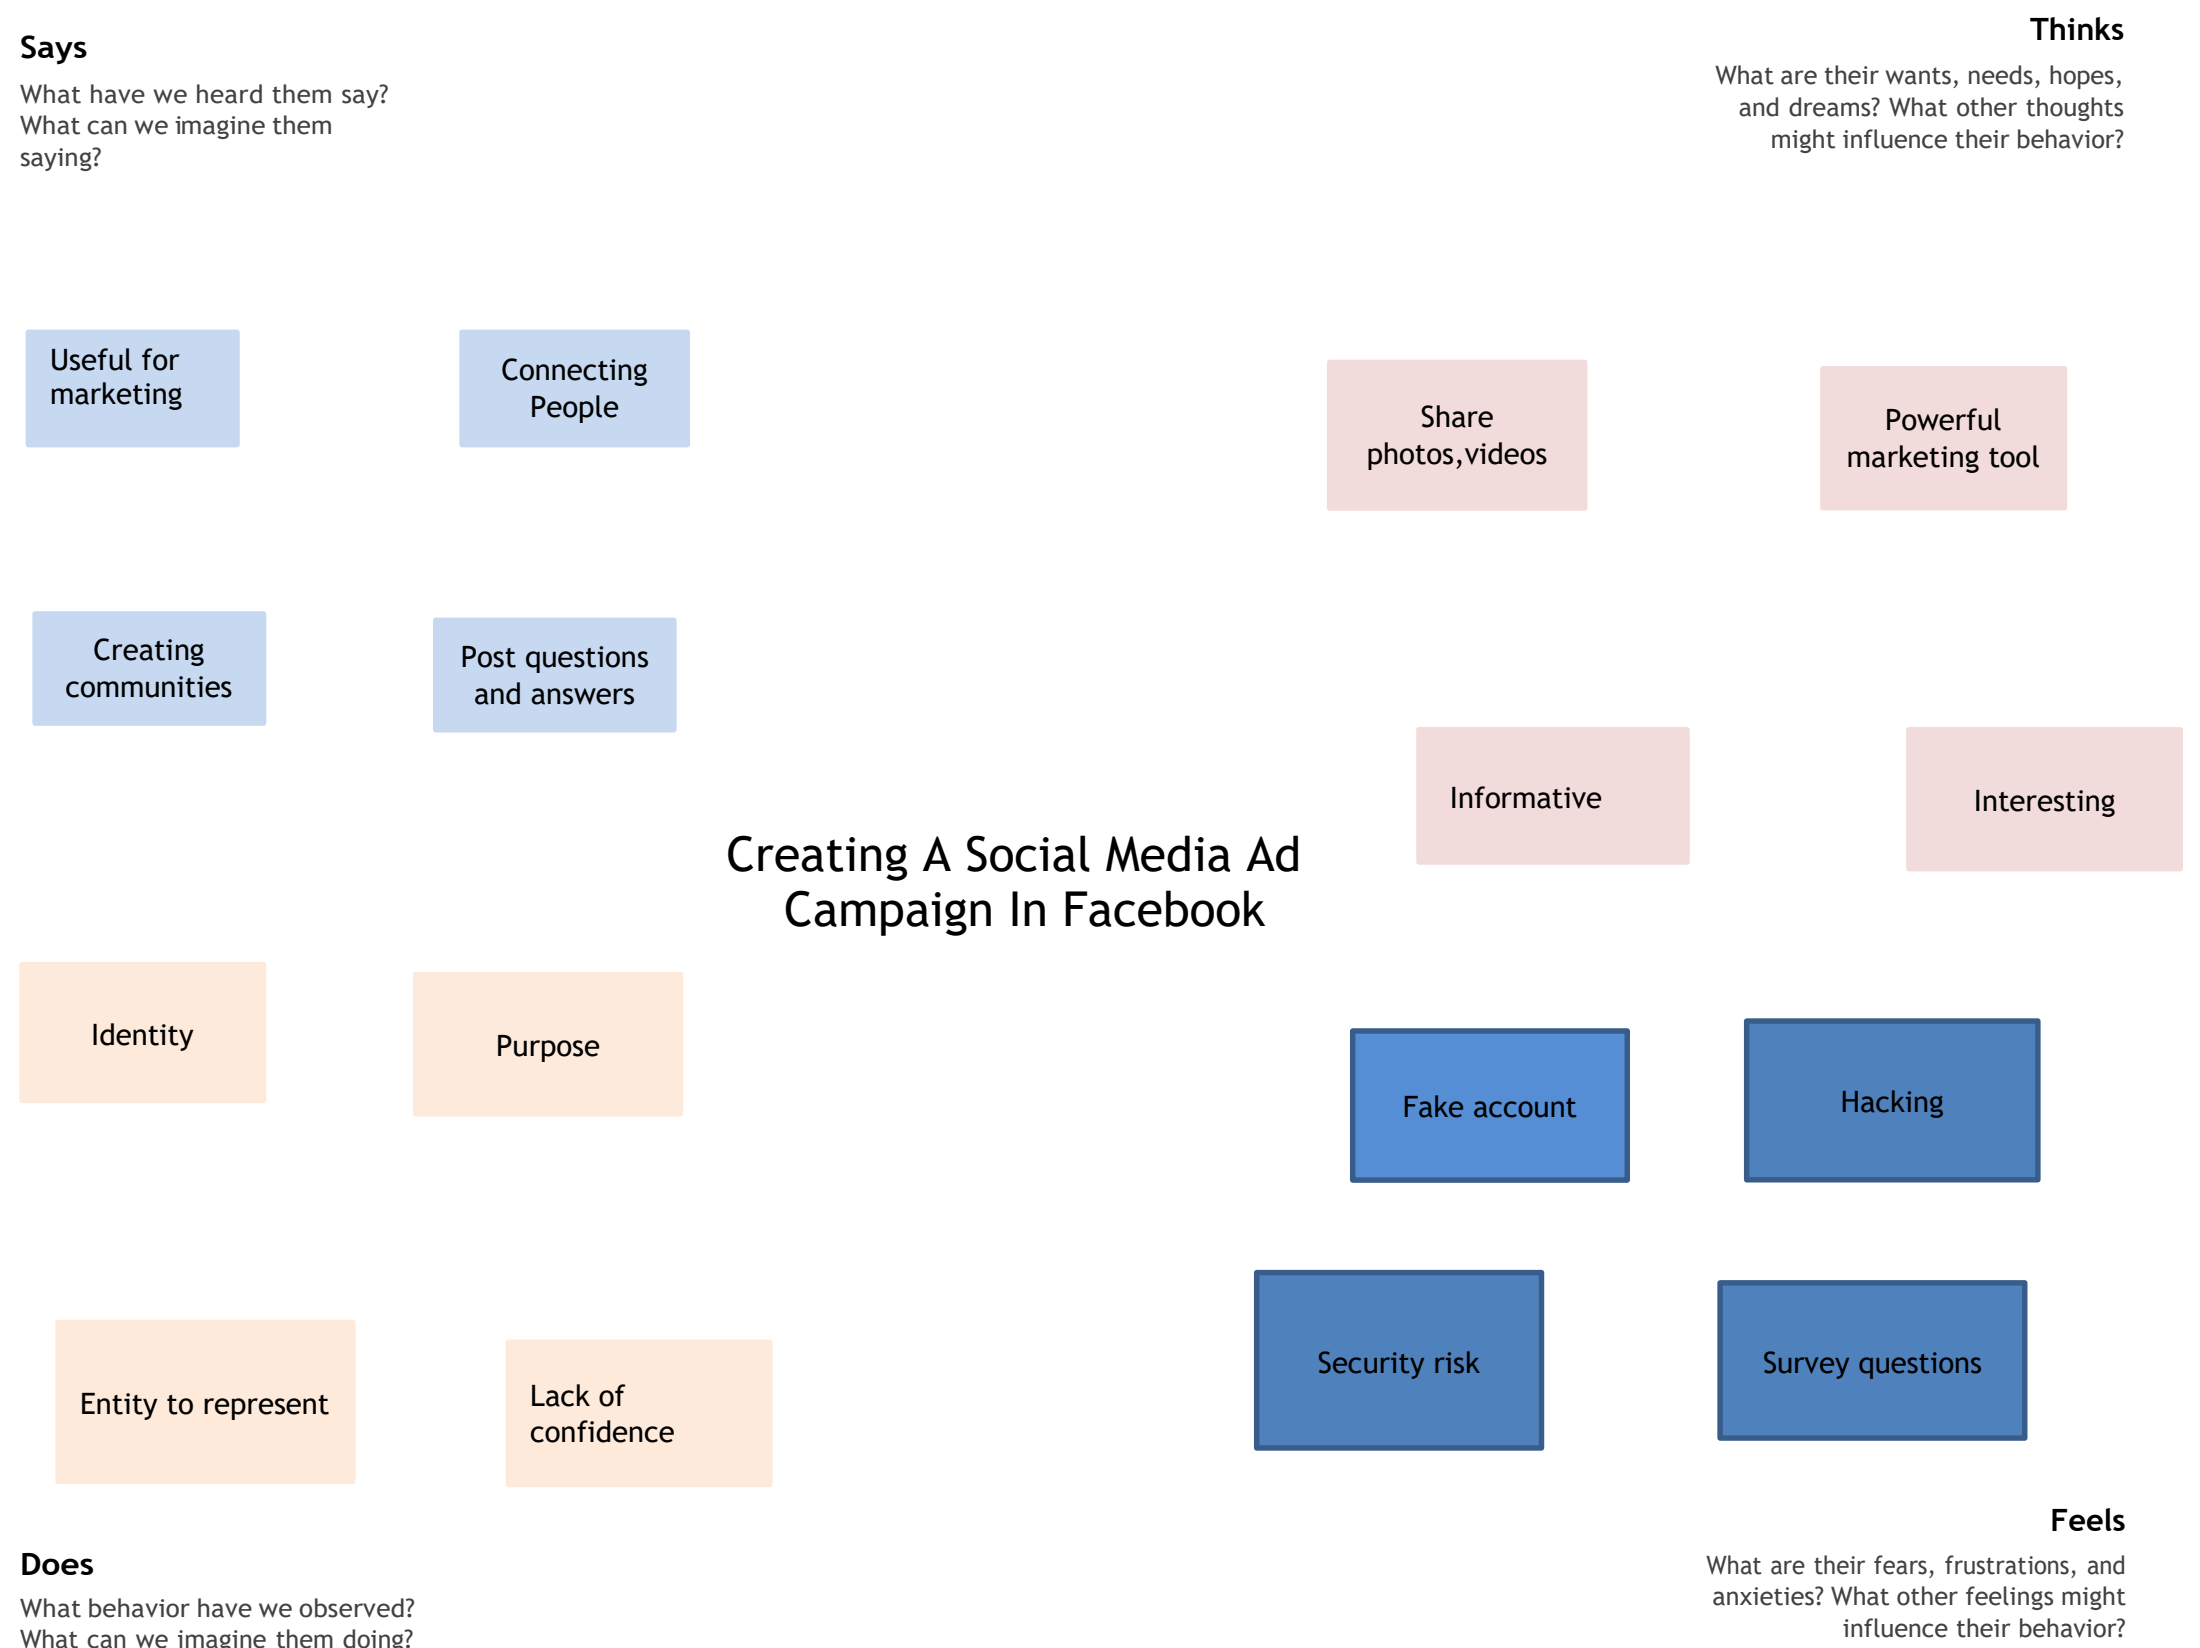 Says
What have we heard them say?
What can we imagine them
saying?
Thinks
What are their wants, needs, hopes,
and dreams? What other thoughts
might influence their behavior?
Useful for
marketing
Connecting
People
Share
photos,videos
Powerful
marketing tool
Creating
communities
Post questions
and answers
Informative
Interesting
Creating A Social Media Ad
Campaign In Facebook
Identity
Purpose
Fake account
Hacking
Entity to represent
Lack of
confidence
Security risk
Survey questions
Does
What behavior have we observed?
What can we imagine them doing?
Feels
What are their fears, frustrations, and
anxieties? What other feelings might
influence their behavior?